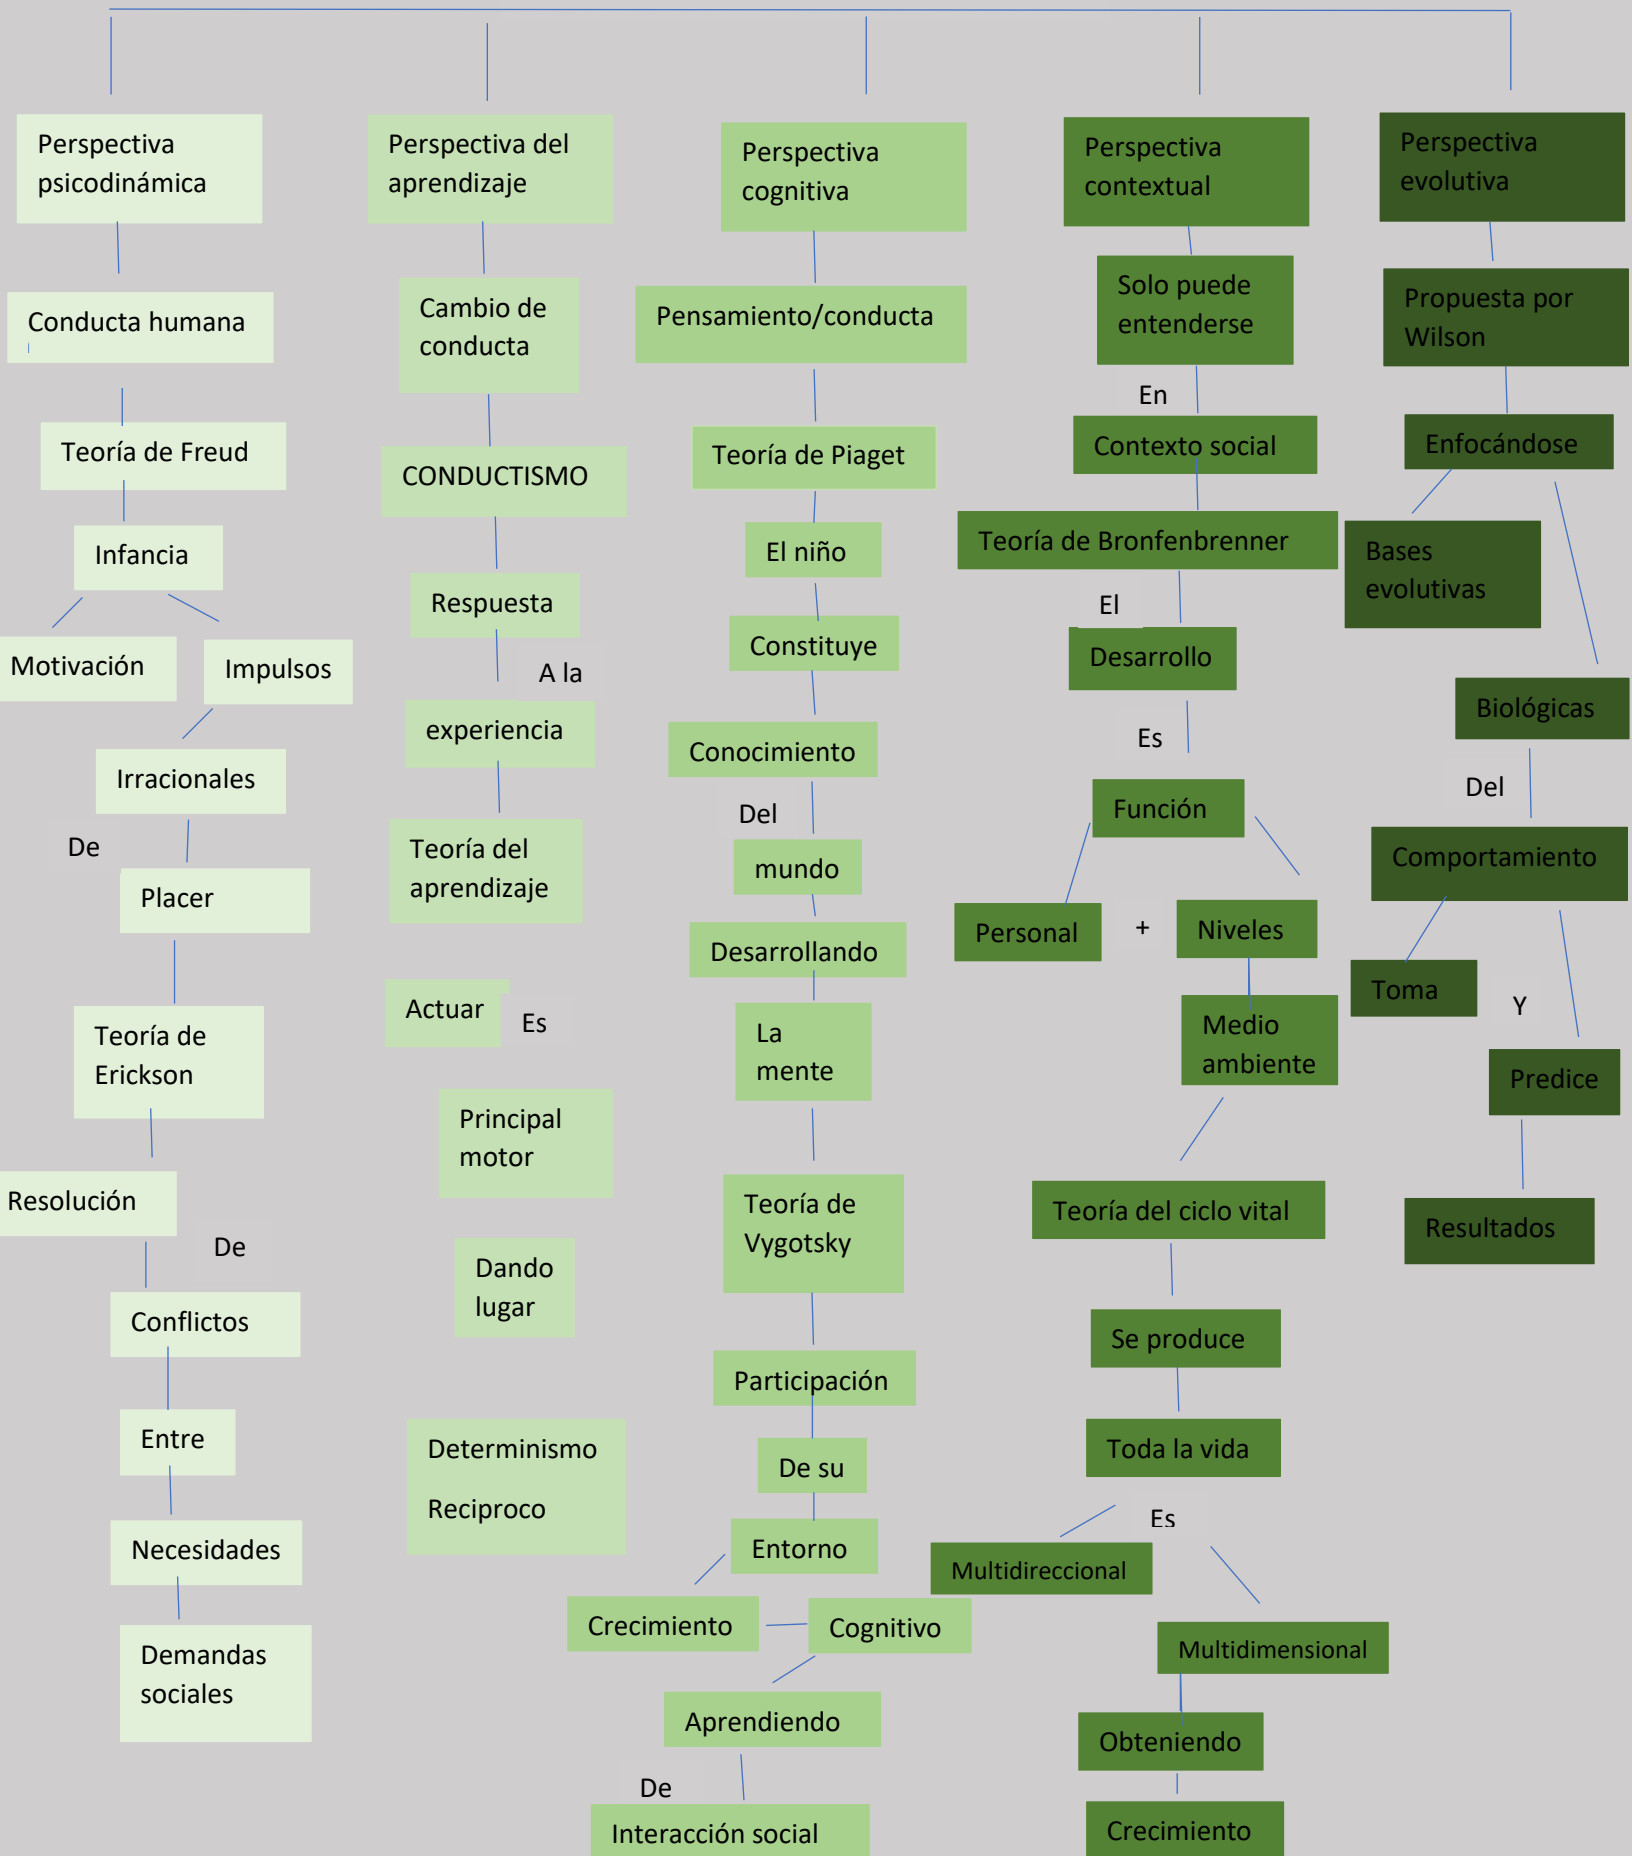 Perspectiva
psicodinámica
Conducta humana
Teoría de Freud
Infancia
Motivación
Impulsos
Irracionales
De
Placer
Teoría de
Erickson
Resolución
De
Conflictos
Entre
Necesidades
Demandas
sociales
Perspectiva del
aprendizaje
Cambio de
conducta
CONDUCTISMO
Respuesta
A la
experiencia
Teoría del
aprendizaje
Actuar
Es
Principal
motor
Dando
lugar
Determinismo
Reciproco
Perspectiva
cognitiva
Pensamiento/conducta
Teoría de Piaget
El niño
Constituye
Conocimiento
Del
mundo
Desarrollando
La
mente
Teoría de
Vygotsky
Participación
De su
Entorno
Crecimiento
Cognitivo
Aprendiendo
De
Interacción social
Perspectiva
contextual
Solo puede
entenderse
En
Contexto social
Teoría de Bronfenbrenner
El
Desarrollo
Es
Función
Personal
+
Niveles
Medio
ambiente
Teoría del ciclo vital
Se produce
Toda la vida
Es
Multidireccional
Multidimensional
Obteniendo
Crecimiento
Perspectiva
evolutiva
Propuesta por
Wilson
Enfocándose
Bases
evolutivas
Biológicas
Del
Comportamiento
Toma
Y
Predice
Resultados